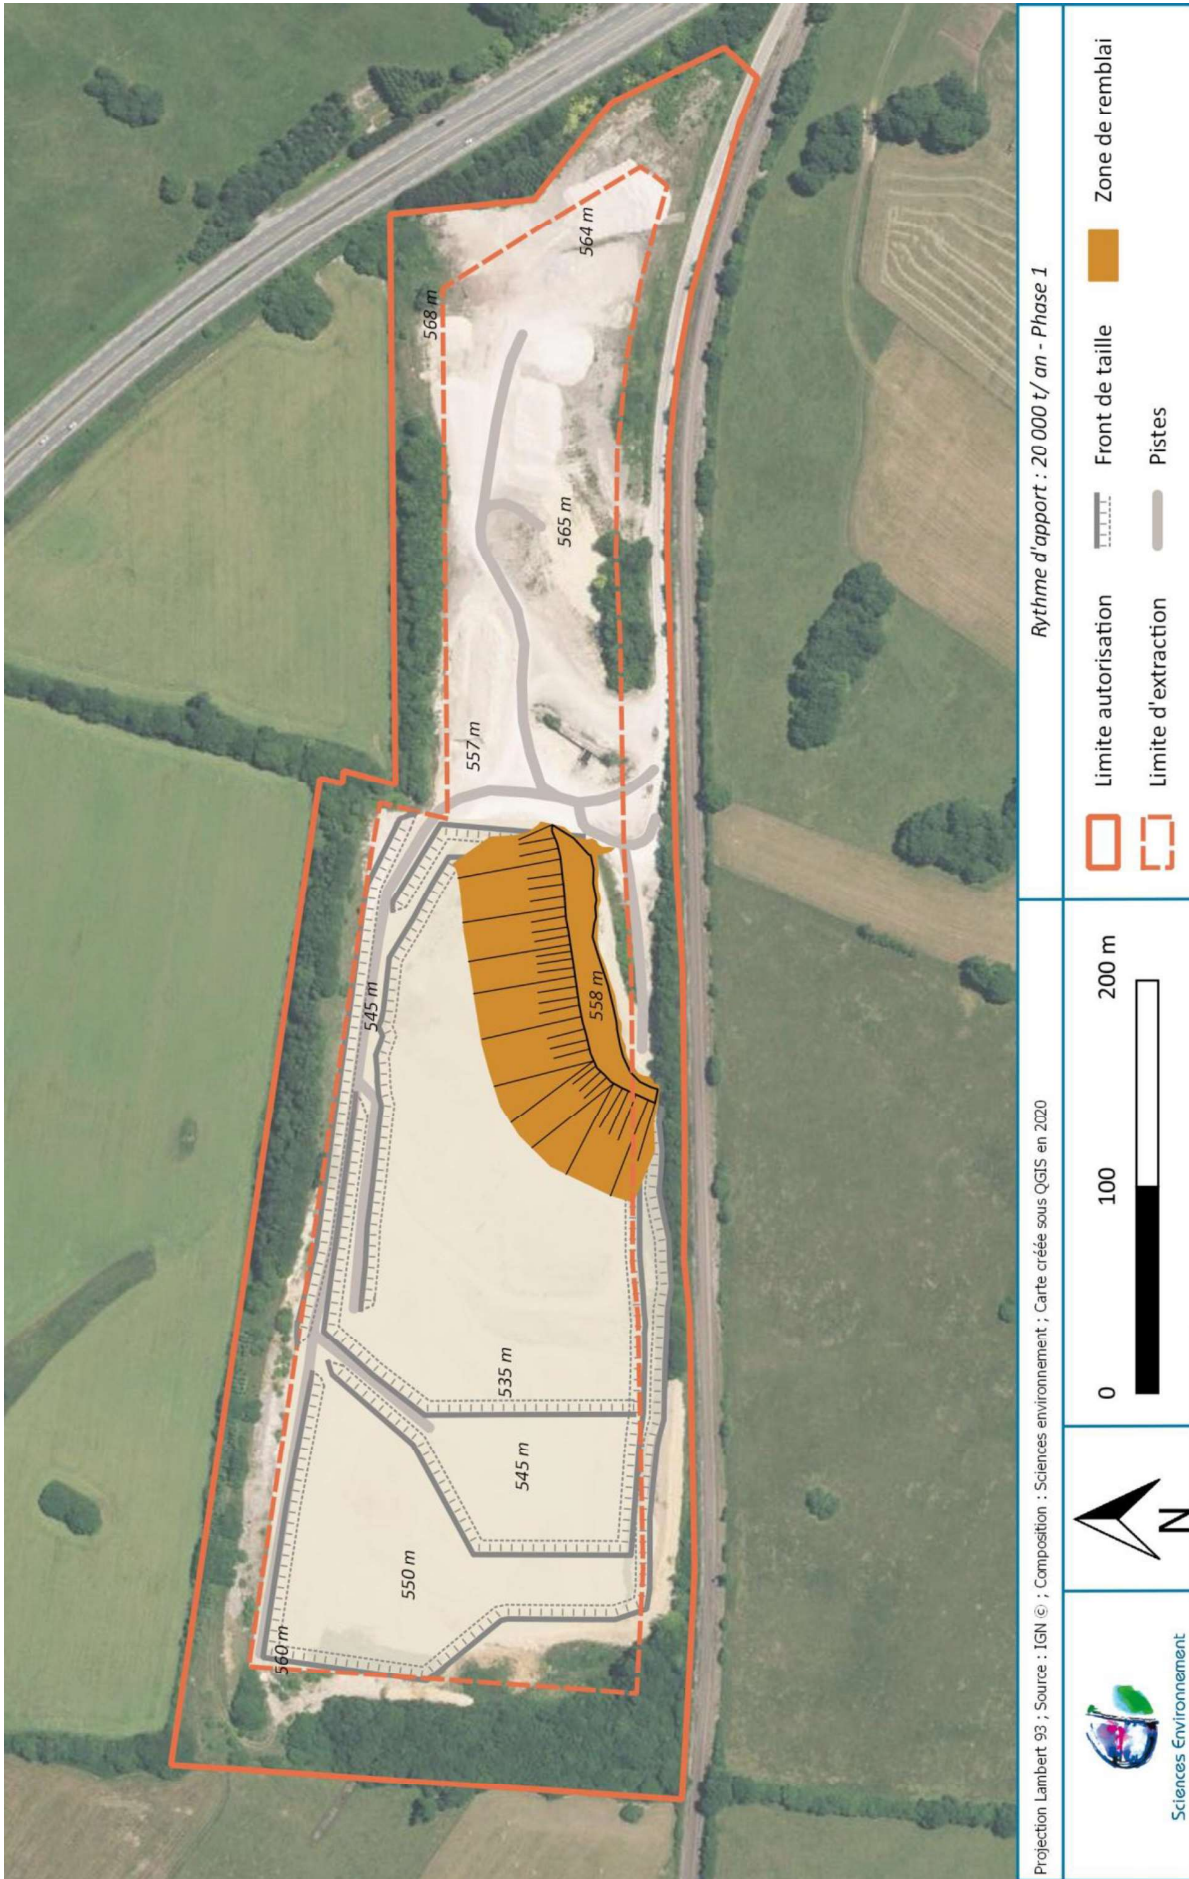 560 m
550 m
545 m
535 m
545 m
558 m
557 m
565 m
568 m
564 m
Projection Lambert 93 ; Source : IGN © ; Composition : Sciences environnement ; Carte créée sous QGIS en 2020
Rythme d'apport : 20 000 t/ an - Phase 1
Sciences Environnement
N
0 100 200 m
Limite autorisation
Front de taille
Zone de remblai
Limite d'extraction
Pistes